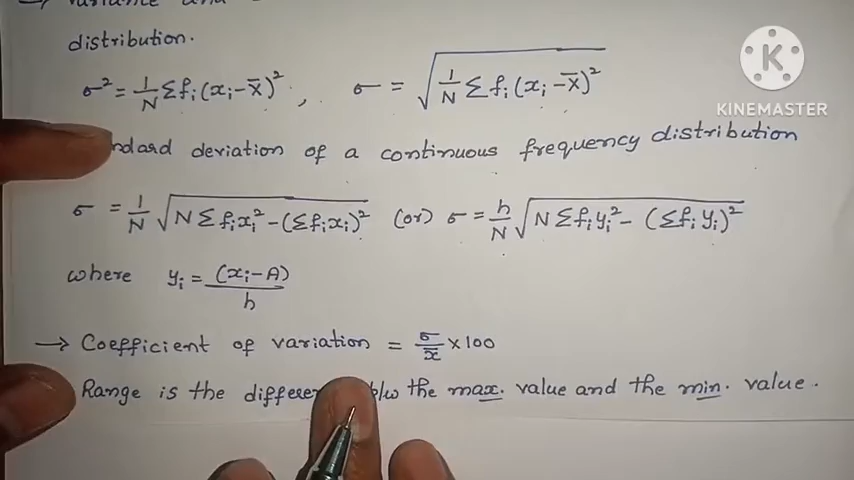 distribution.
σ² = 1/N Σ fᵢ (xᵢ - x̅)² , σ = √(1/N Σ fᵢ (xᵢ - x̅)²)
K
KINEMASTER
deviation of a continuous frequency distribution
σ = 1/N √(N Σ fᵢxᵢ² - (Σ fᵢxᵢ)²) (or) σ = h/N √(N Σ fᵢyᵢ² - (Σ fᵢyᵢ)²)
where yᵢ = (xᵢ - A)/h
→ Coefficient of variation = σ/x̅ × 100
Range is the b/w the max. value and the min. value.